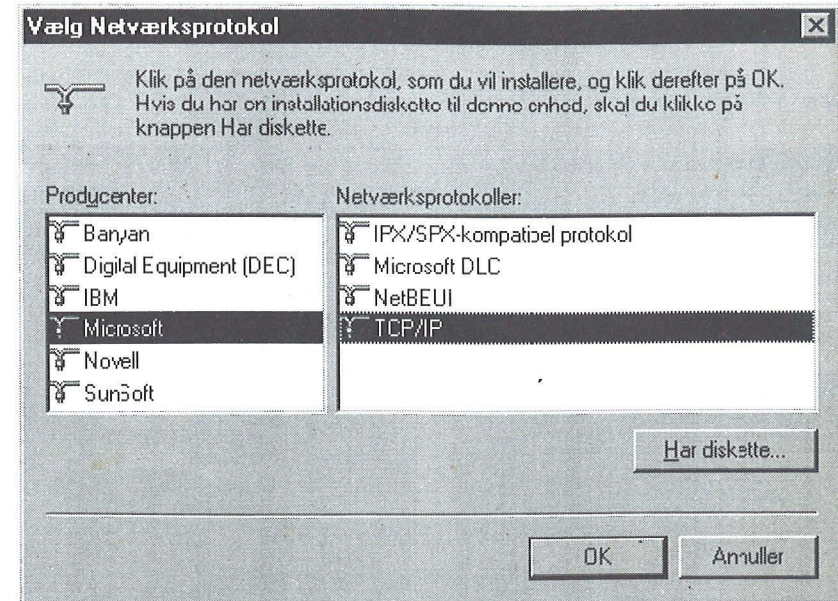 Vælg Netværksprotokol
Klik på den netværksprotokol, som du vil installere, og klik derefter på OK.
Hvis du har en installationsdiskette til denne enhed, skal du klikke på
knappen Har diskette.
Producenter:
Banyan
Digital Equipment (DEC)
IBM
Microsoft
Novell
SunSoft
Netværksprotokoller:
IPX/SPX-kompatibel protokol
Microsoft DLC
NetBEUI
TCP/IP
Har diskette...
OK
Annuller